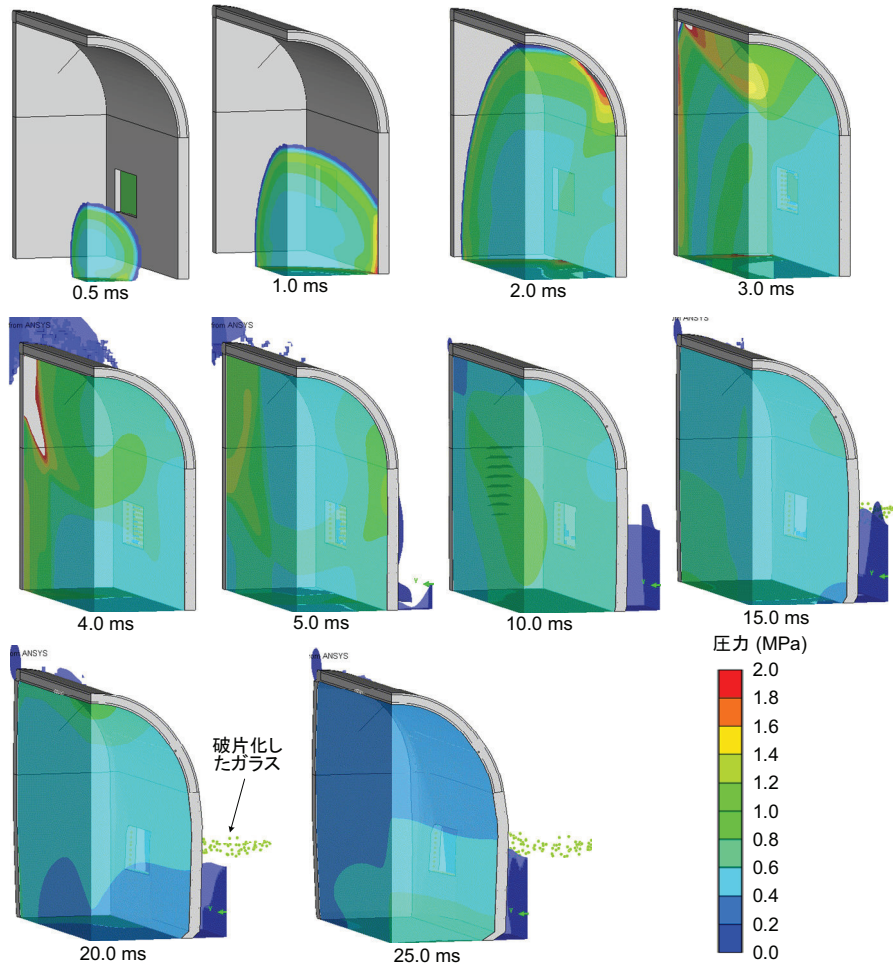 0.5 ms
1.0 ms
2.0 ms
3.0 ms
from ANSYS
from ANSYS
from ANSYS
4.0 ms
5.0 ms
10.0 ms
15.0 ms
Y
Y
Y
圧力 (MPa)
2.0
1.8
1.6
1.4
1.2
1.0
0.8
0.6
0.4
0.2
0.0
from ANSYS
from ANSYS
破片化し
たガラス
Y
Y
20.0 ms
25.0 ms